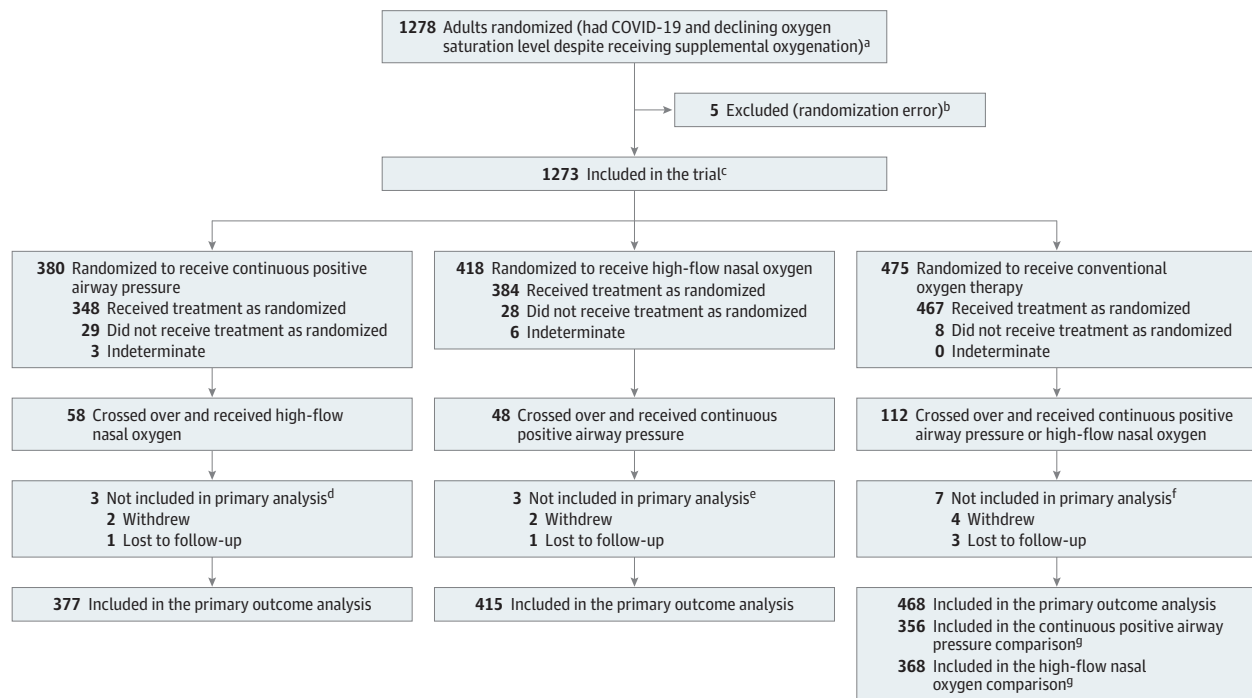 1278 Adults randomized (had COVID-19 and declining oxygen
saturation level despite receiving supplemental oxygenation)a
5 Excluded (randomization error)b
1273 Included in the trialc
380 Randomized to receive continuous positive
airway pressure
348 Received treatment as randomized
29 Did not receive treatment as randomized
3 Indeterminate
418 Randomized to receive high-flow nasal oxygen
384 Received treatment as randomized
28 Did not receive treatment as randomized
6 Indeterminate
475 Randomized to receive conventional
oxygen therapy
467 Received treatment as randomized
8 Did not receive treatment as randomized
0 Indeterminate
58 Crossed over and received high-flow
nasal oxygen
48 Crossed over and received continuous
positive airway pressure
112 Crossed over and received continuous positive
airway pressure or high-flow nasal oxygen
3 Not included in primary analysisd
2 Withdrew
1 Lost to follow-up
3 Not included in primary analysise
2 Withdrew
1 Lost to follow-up
7 Not included in primary analysisf
4 Withdrew
3 Lost to follow-up
377 Included in the primary outcome analysis
415 Included in the primary outcome analysis
468 Included in the primary outcome analysis
356 Included in the continuous positive airway
pressure comparisong
368 Included in the high-flow nasal
oxygen comparisong